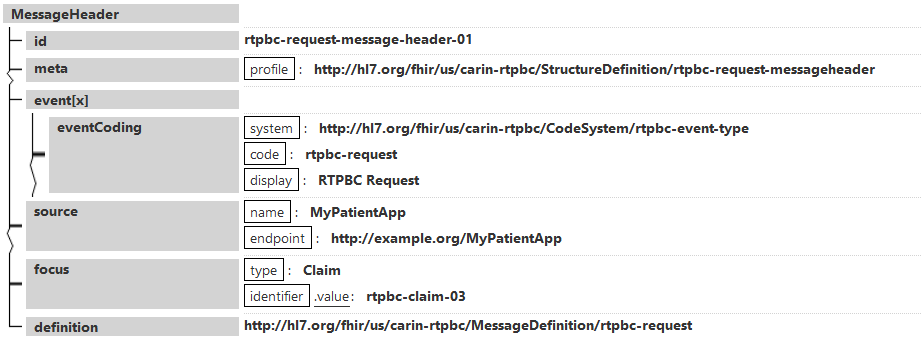 MessageHeader
id rtpbc-request-message-header-01
meta profile : http://hl7.org/fhir/us/carin-rtpbc/StructureDefinition/rtpbc-request-messageheader
event[x]
eventCoding system : http://hl7.org/fhir/us/carin-rtpbc/CodeSystem/rtpbc-event-type
code : rtpbc-request
display : RTPBC Request
source name : MyPatientApp
endpoint : http://example.org/MyPatientApp
focus type : Claim
identifier .value: rtpbc-claim-03
definition http://hl7.org/fhir/us/carin-rtpbc/MessageDefinition/rtpbc-request